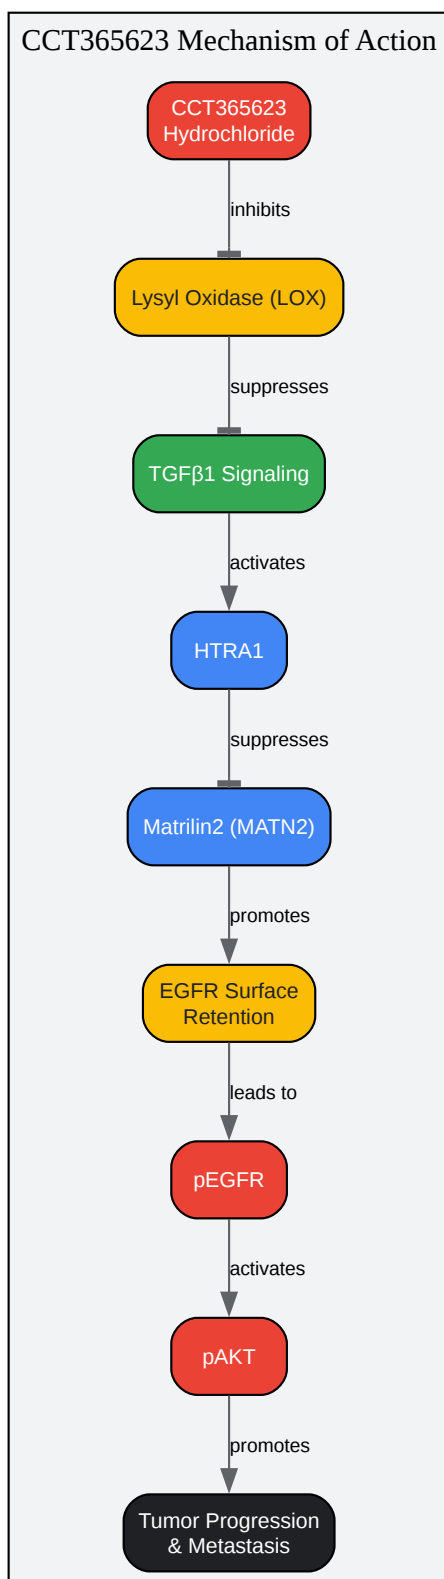 CCT365623 Mechanism of Action
CCT365623
Hydrochloride
inhibits
Lysyl Oxidase (LOX)
suppresses
TGFβ1 Signaling
activates
HTRA1
suppresses
Matrilin2 (MATN2)
promotes
EGFR Surface
Retention
leads to
pEGFR
activates
pAKT
promotes
Tumor Progression
& Metastasis